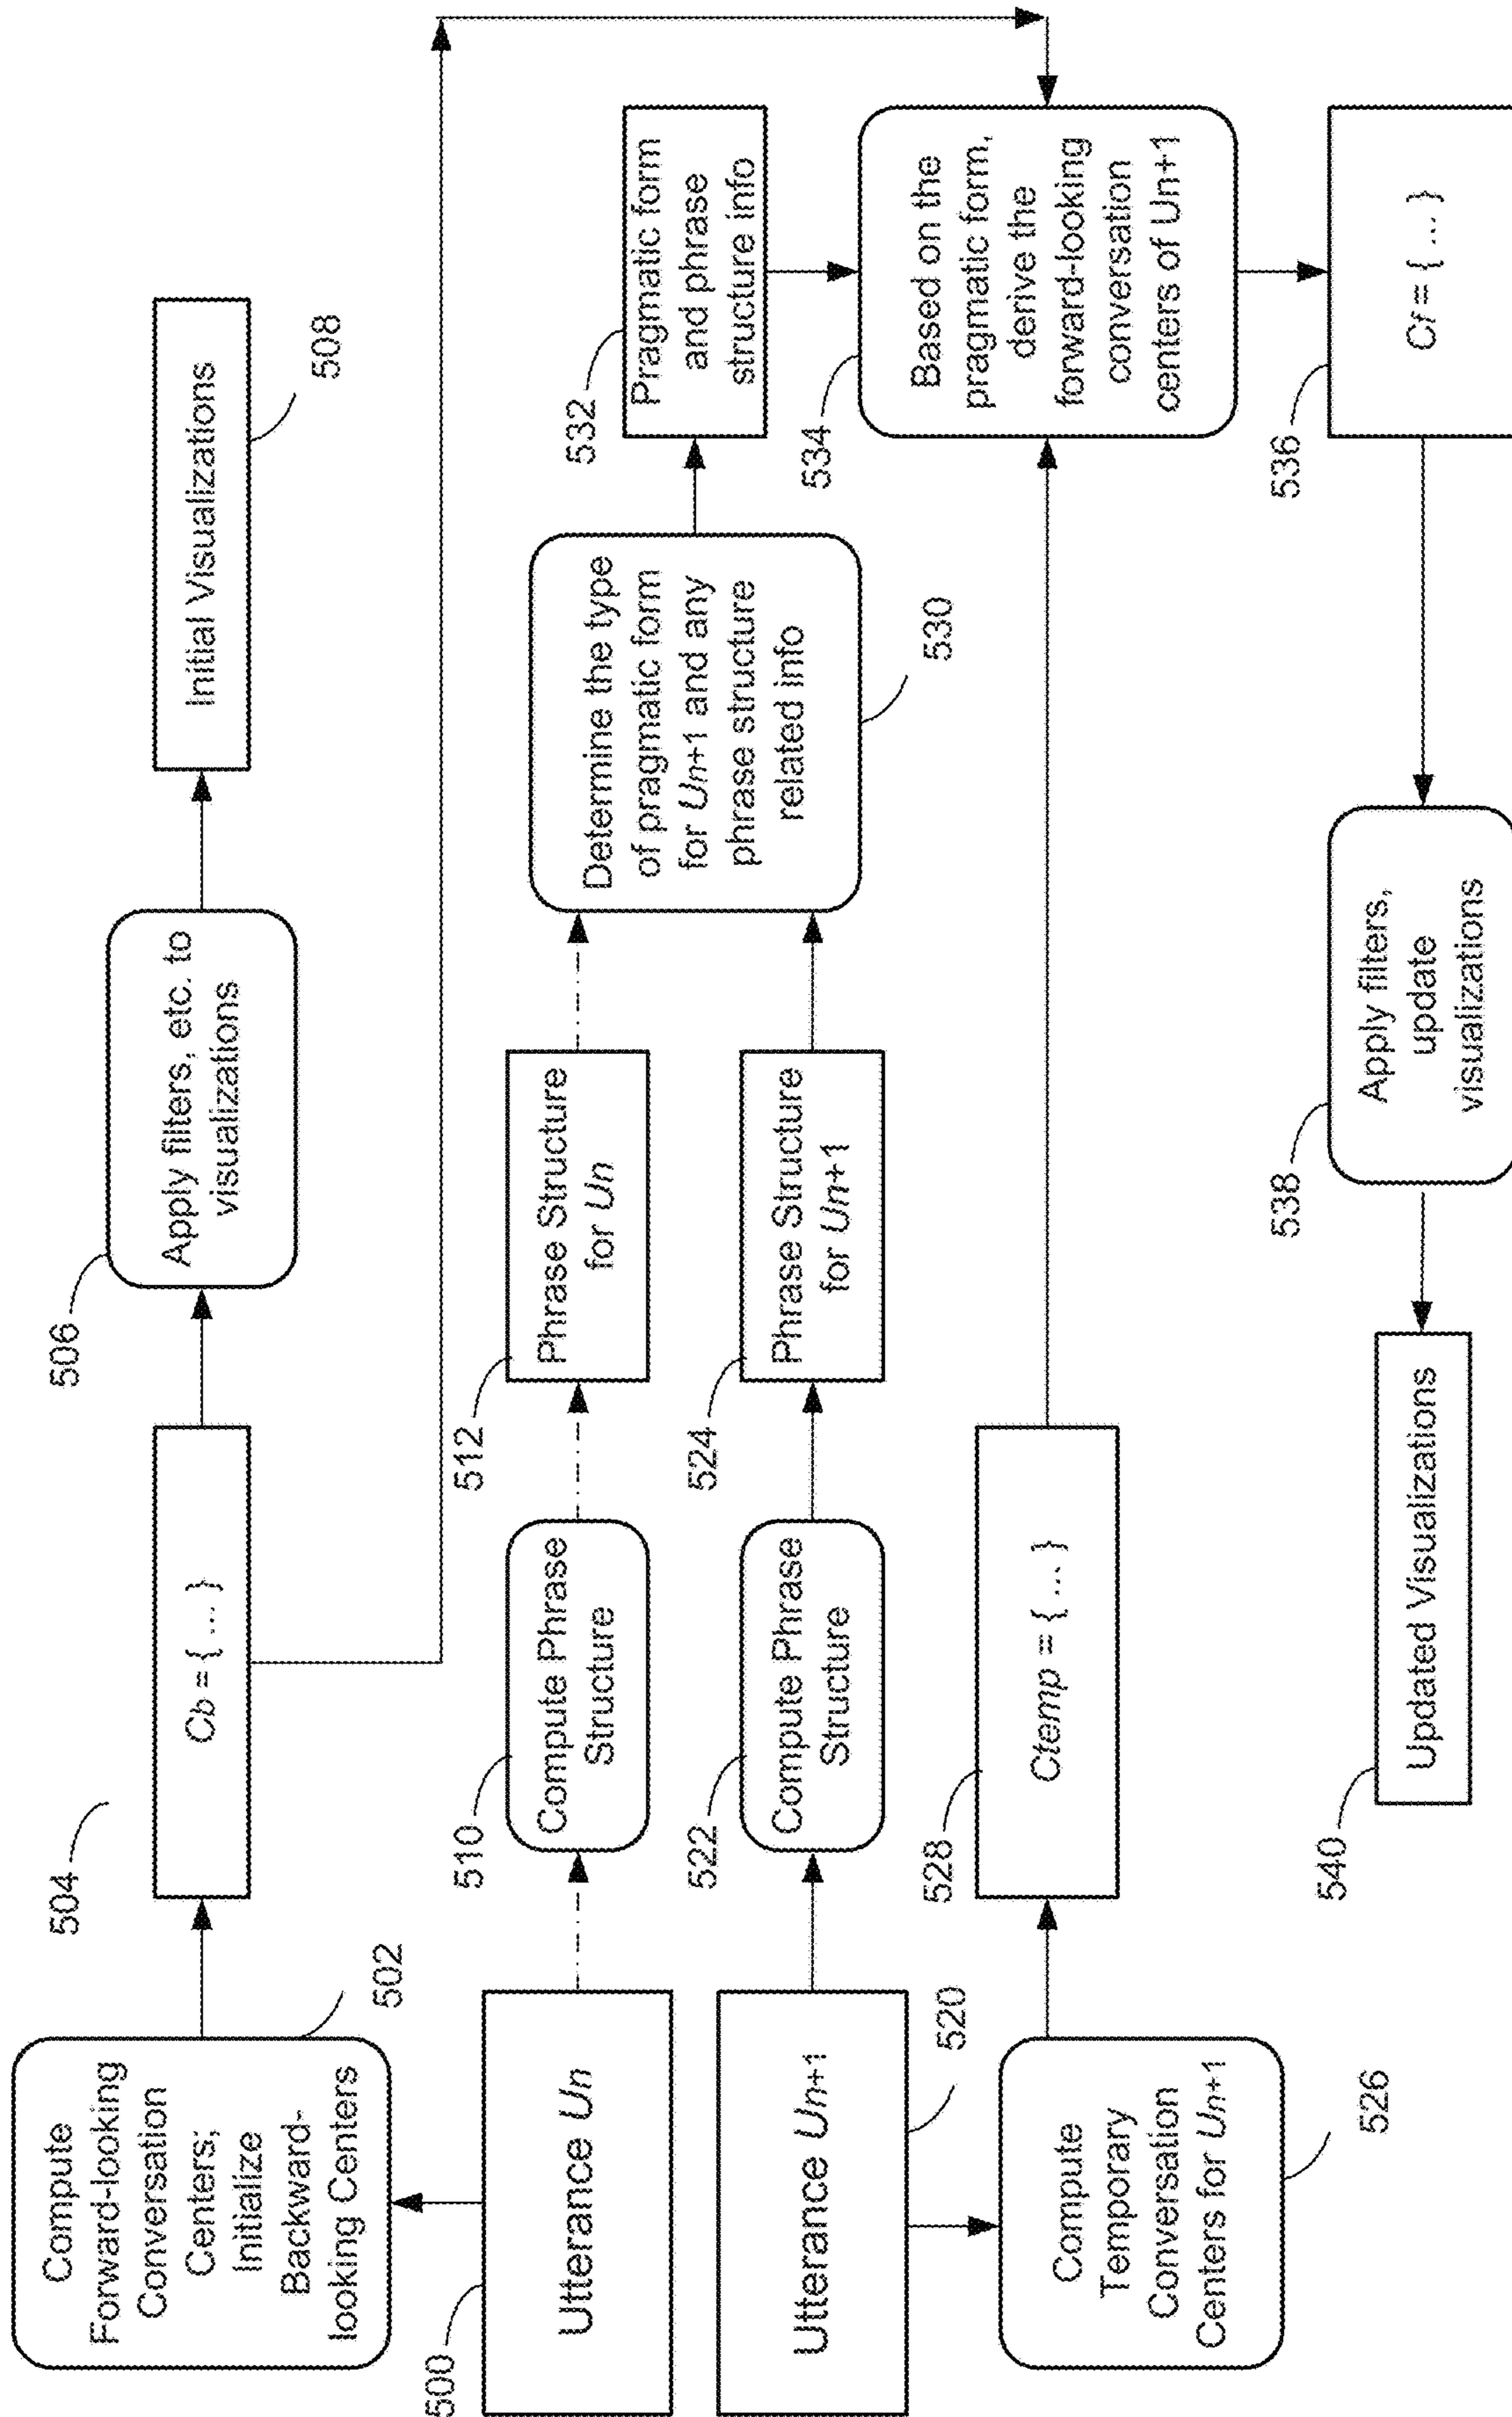 502
Compute
Forward-looking
Conversation
Centers;
Initialize
Backward-
looking Centers
504
Cb = { ... }
506
Apply filters, etc. to
visualizations
508
Initial Visualizations
500
Utterance Un
510
Compute Phrase
Structure
512
Phrase Structure
for Un
520
Utterance Un+1
522
Compute Phrase
Structure
524
Phrase Structure
for Un+1
530
Determine the type
of pragmatic form
for Un+1 and any
phrase structure
related info
532
Pragmatic form
and phrase
structure info
526
Compute
Temporary
Conversation
Centers for Un+1
528
Ctemp = { ... }
534
Based on the
pragmatic form,
derive the
forward-looking
conversation
centers of Un+1
536
Cf = { ... }
538
Apply filters,
update
visualizations
540
Updated Visualizations